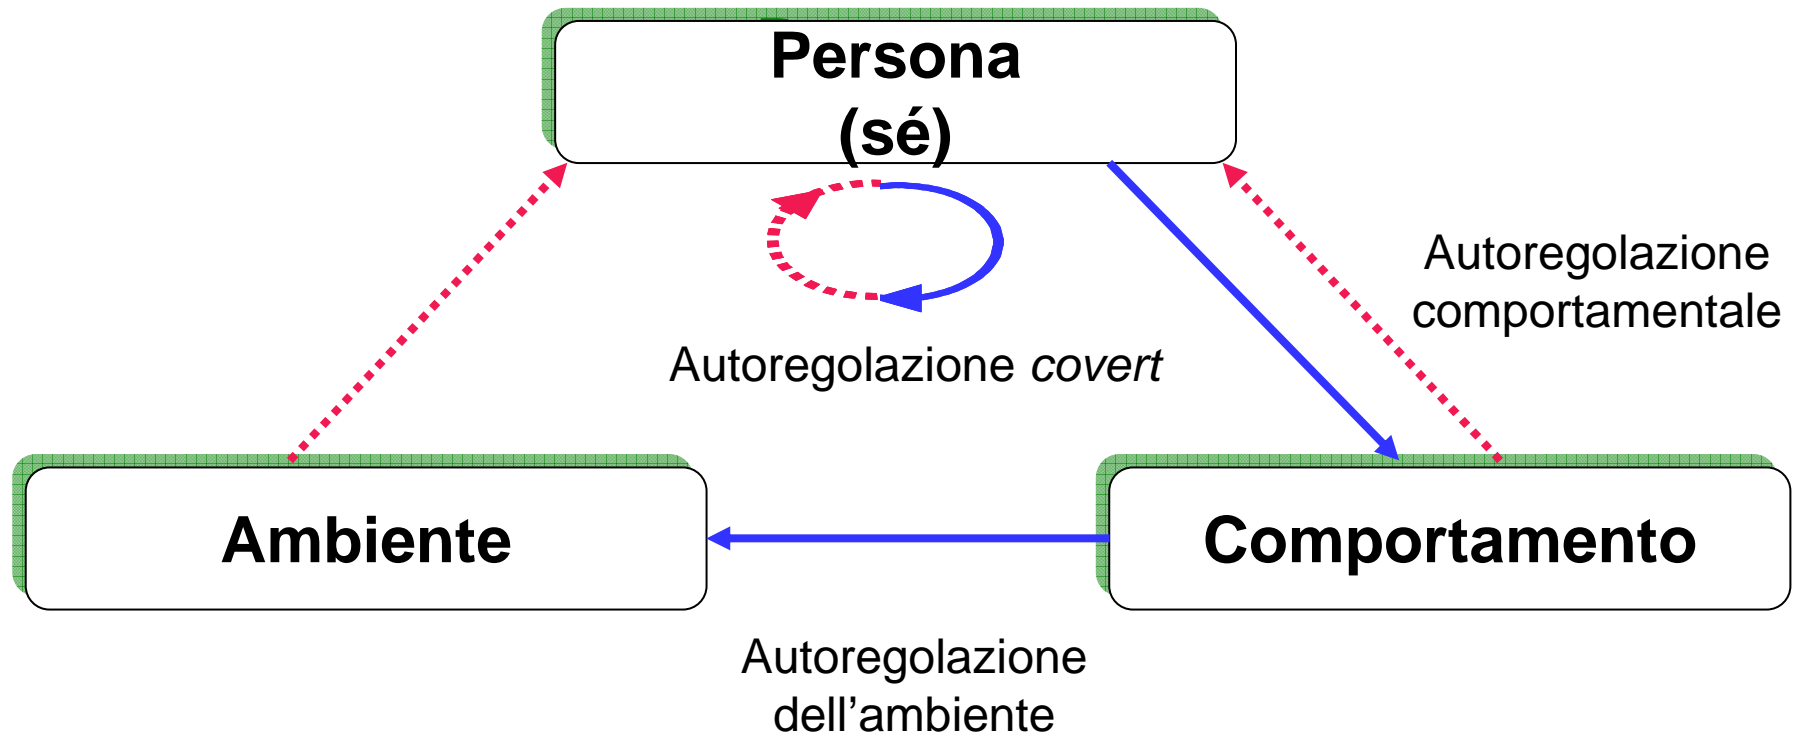 Persona
(sé)
Autoregolazione
comportamentale
Autoregolazione covert
Ambiente
Comportamento
Autoregolazione
dell’ambiente